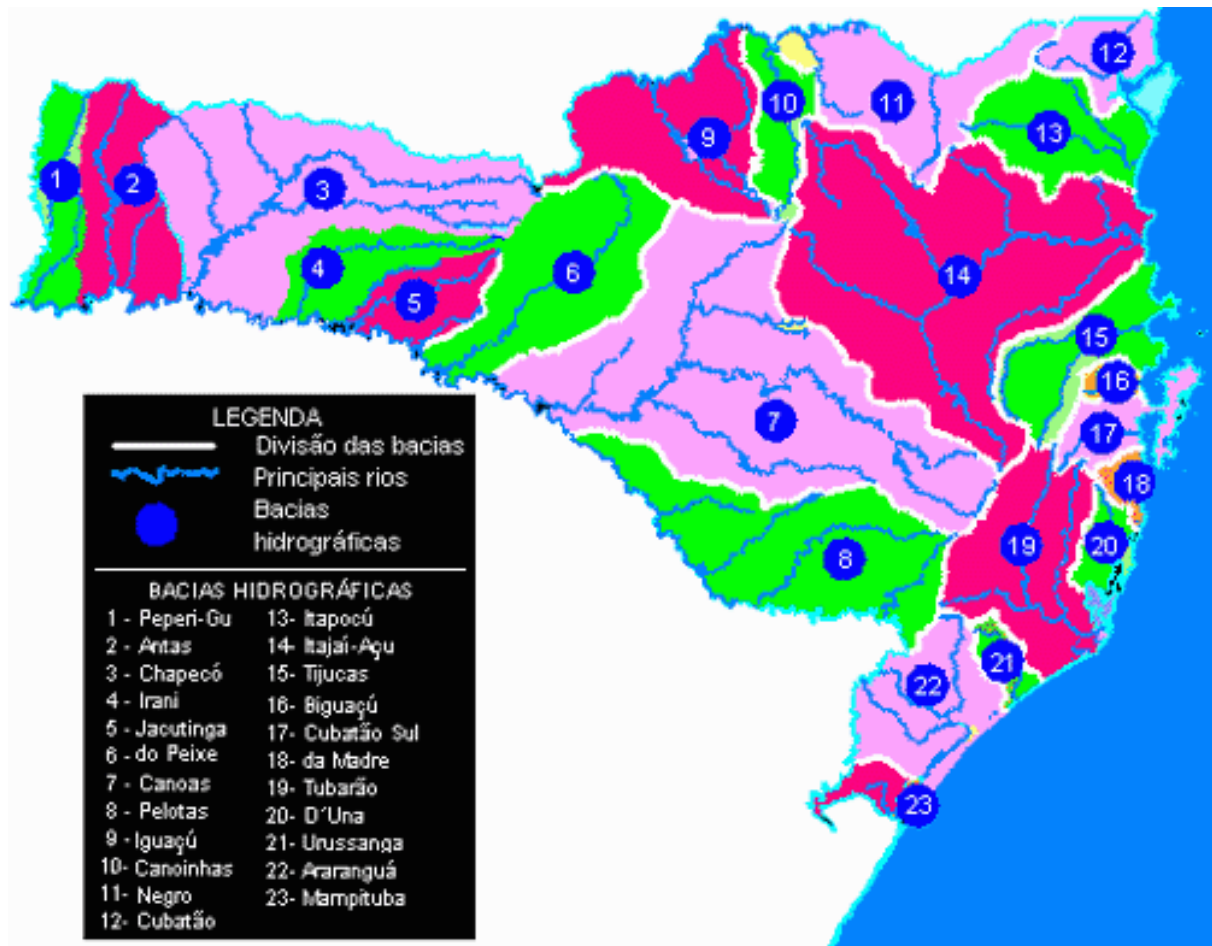 12
10
11
9
13
1
2
3
4
5
6
14
15
16
7
17
18
8
19
20
21
22
23
LEGENDA
Divisão das bacias
Principais rios
Bacias
hidrográficas
BACIAS HIDROGRÁFICAS
1 - Peperi-Gu
2 - Antas
3 - Chapecó
4 - Irani
5 - Jacutinga
6 - do Peixe
7 - Canoas
8 - Pelotas
9 - Iguaçú
10- Canoinhas
11- Negro
12- Cubatão
13- Itapocú
14- Itajaí-Açu
15- Tijucas
16- Biguaçú
17- Cubatão Sul
18- da Madre
19- Tubarão
20- D´Una
21- Urussanga
22- Araranguá
23- Mampituba